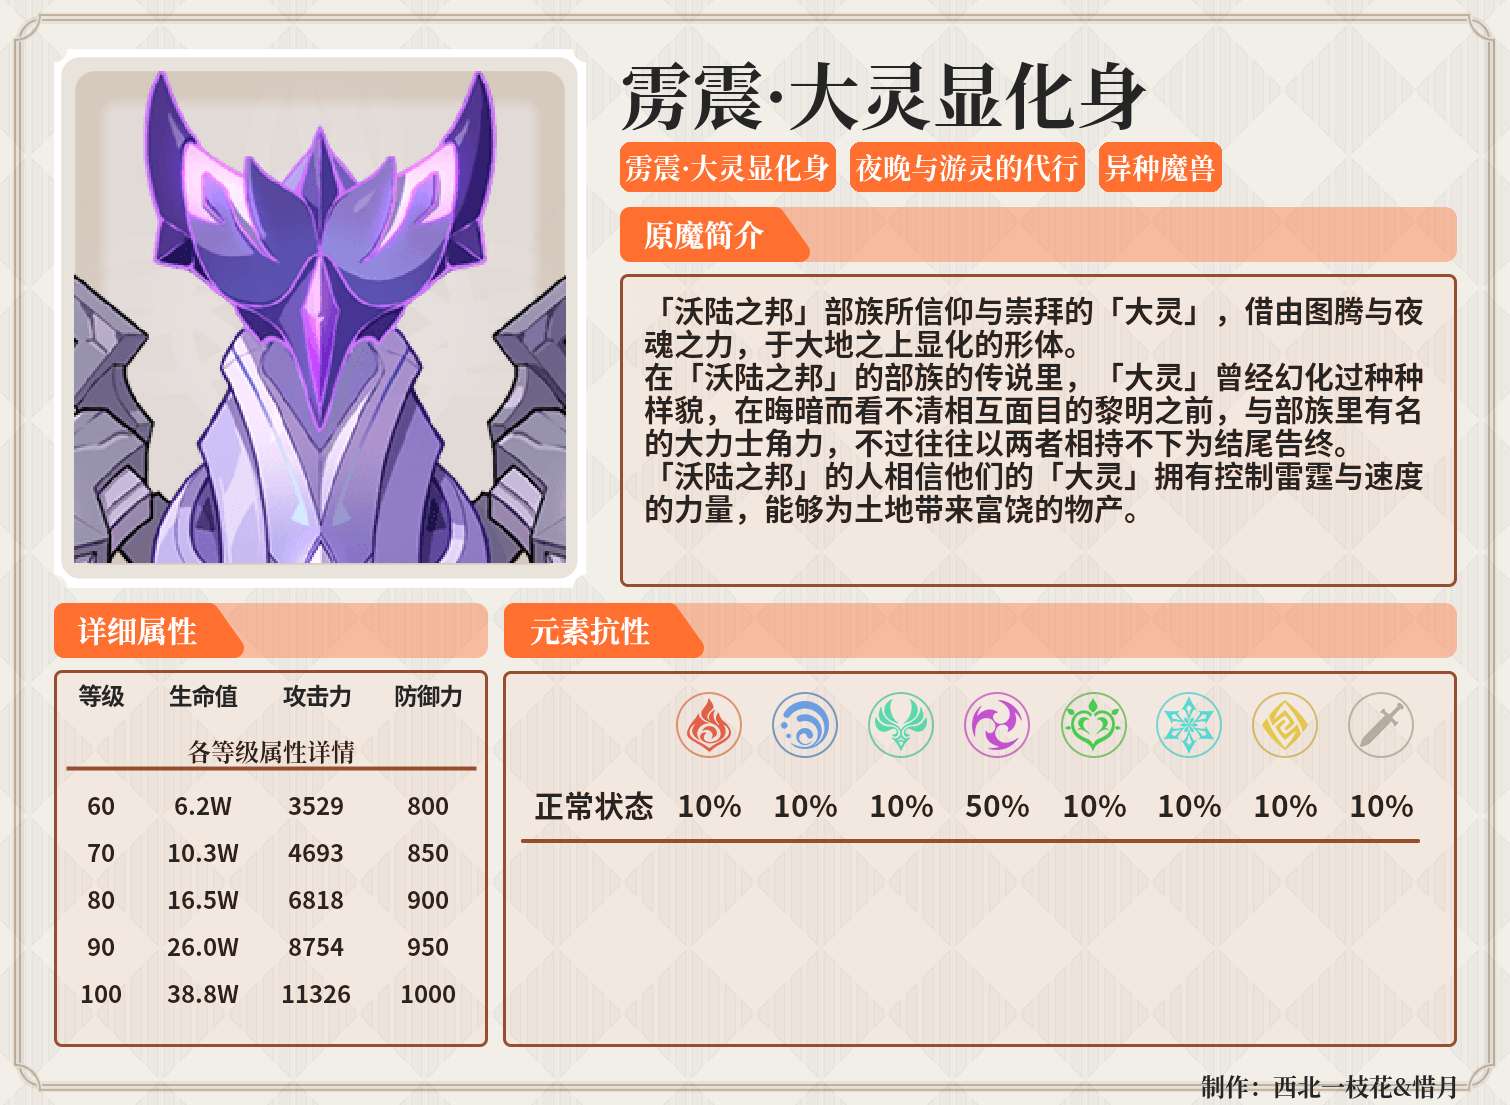 雳震·大灵显化身
雳震·大灵显化身 夜晚与游灵的代行 异种魔兽
原魔简介
「沃陆之邦」部族所信仰与崇拜的「大灵」，借由图腾与夜
魂之力，于大地之上显化的形体。
在「沃陆之邦」的部族的传说里，「大灵」曾经幻化过种种
样貌，在晦暗而看不清相互面目的黎明之前，与部族里有名
的大力士角力，不过往往以两者相持不下为结尾告终。
「沃陆之邦」的人相信他们的「大灵」拥有控制雷霆与速度
的力量，能够为土地带来富饶的物产。
详细属性
等级 生命值 攻击力 防御力
各等级属性详情
60 6.2W 3529 800
70 10.3W 4693 850
80 16.5W 6818 900
90 26.0W 8754 950
100 38.8W 11326 1000
元素抗性
正常状态 10% 10% 10% 50% 10% 10% 10% 10%
制作：西北一枝花&惜月